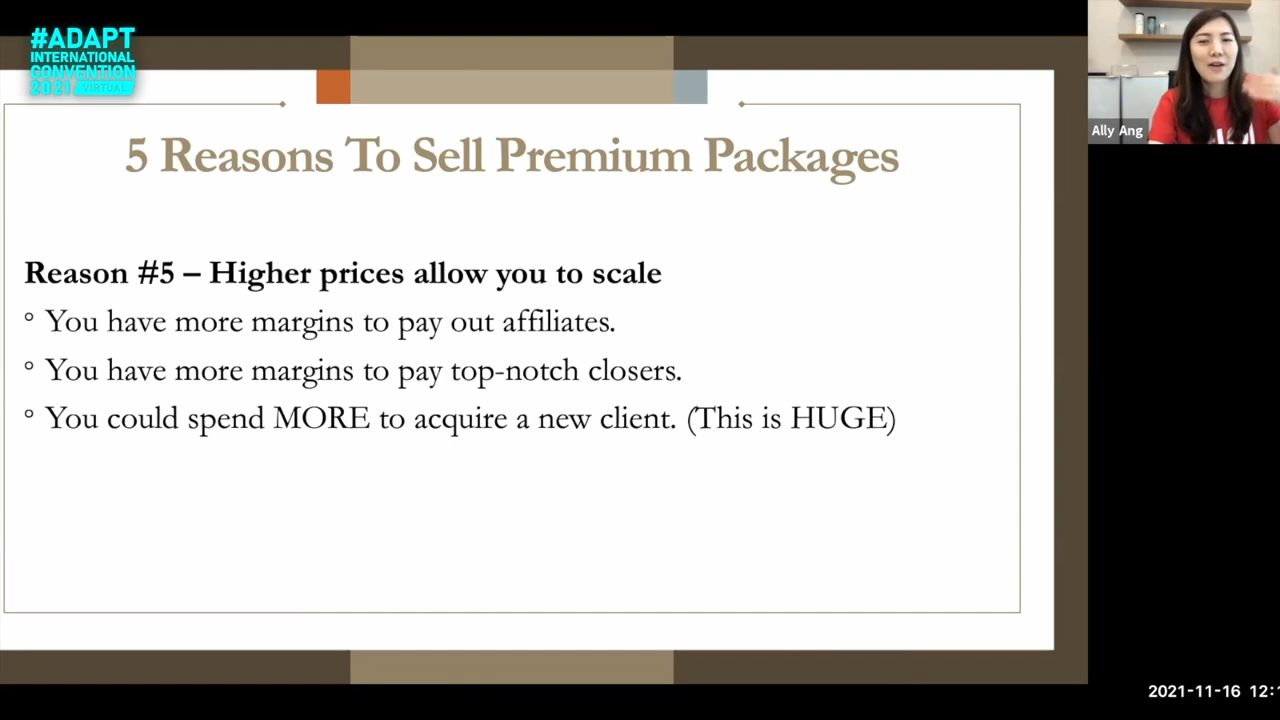 #ADAPT
INTERNATIONAL
CONVENTION
2021 VIRTUAL
Ally Ang
5 Reasons To Sell Premium Packages
Reason #5 – Higher prices allow you to scale
° You have more margins to pay out affiliates.
° You have more margins to pay top-notch closers.
° You could spend MORE to acquire a new client. (This is HUGE)
2021-11-16 12:1